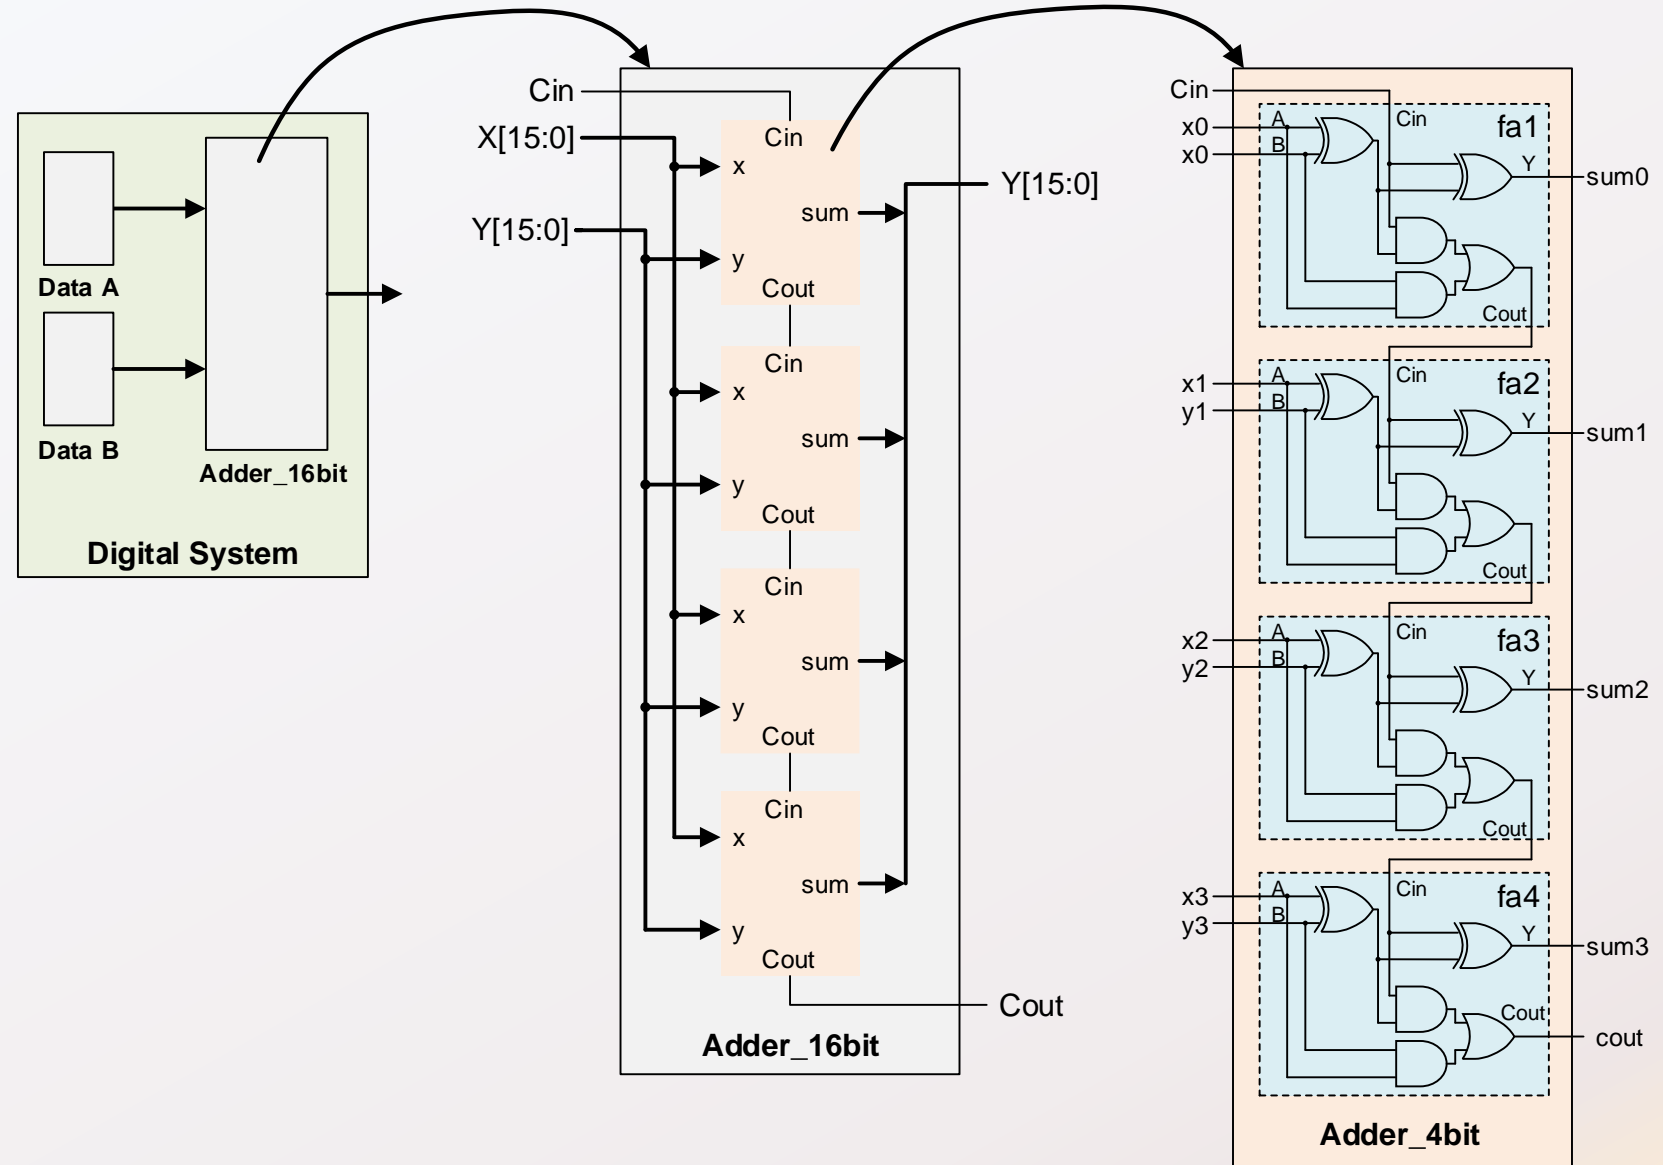 Data A
Data B
Adder_16bit
Digital System
Cin
X[15:0]
Y[15:0]
Cin
x
sum
y
Cout
Cin
x
sum
y
Cout
Cin
x
sum
y
Cout
Cin
x
sum
y
Cout
Y[15:0]
Cout
Adder_16bit
Cin
x0
x0
A
B
Cin
fa1
Y
Cout
sum0
x1
y1
A
B
Cin
fa2
Y
Cout
sum1
x2
y2
A
B
Cin
fa3
Y
Cout
sum2
x3
y3
A
B
Cin
fa4
Y
Cout
sum3
cout
Adder_4bit